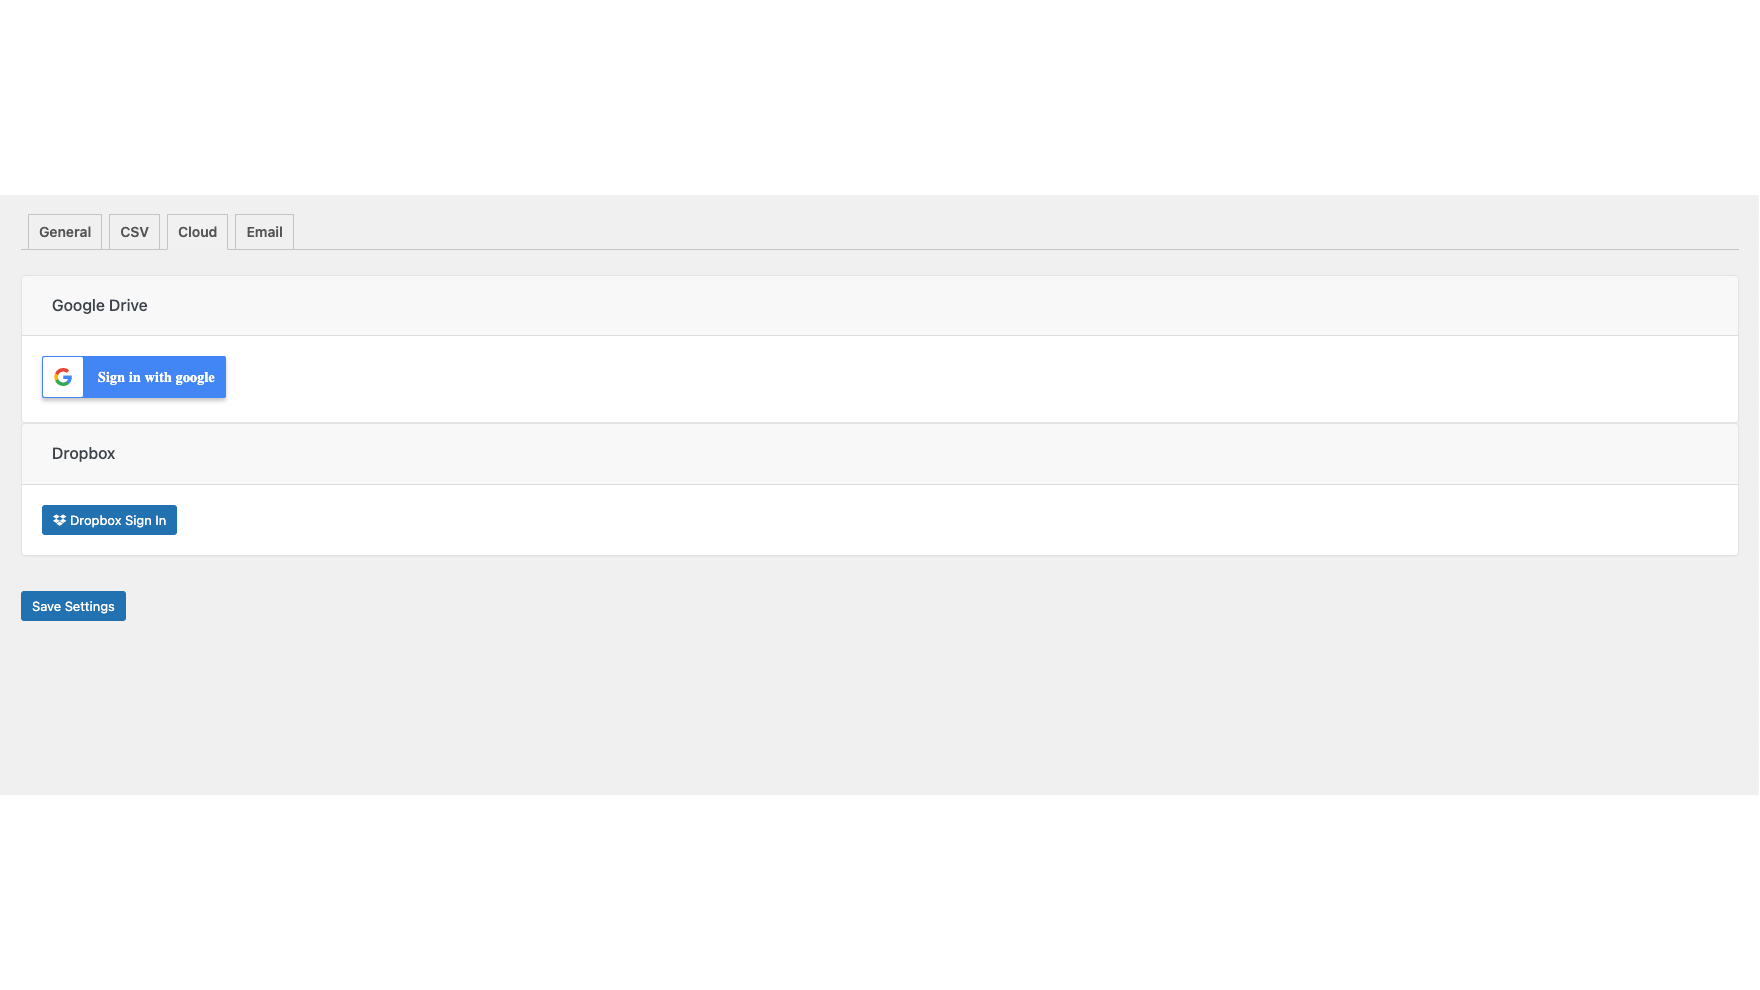 General CSV Cloud Email
Google Drive
Sign in with google
Dropbox
Dropbox Sign In
Save Settings